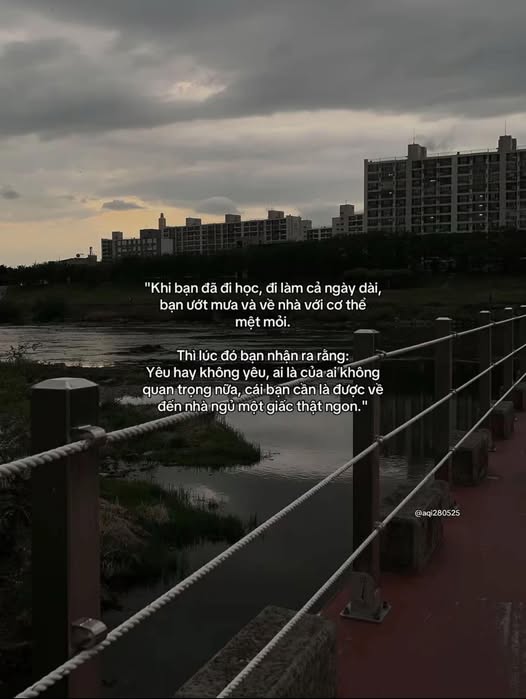 "Khi bạn đã đi học, đi làm cả ngày dài,
bạn ướt mưa và về nhà với cơ thể
mệt mỏi.
Thì lúc đó bạn nhận ra rằng:
Yêu hay không yêu, ai là của ai không
quan trọng nữa, cái bạn cần là được về
đến nhà ngủ một giấc thật ngon."
@aqi280525